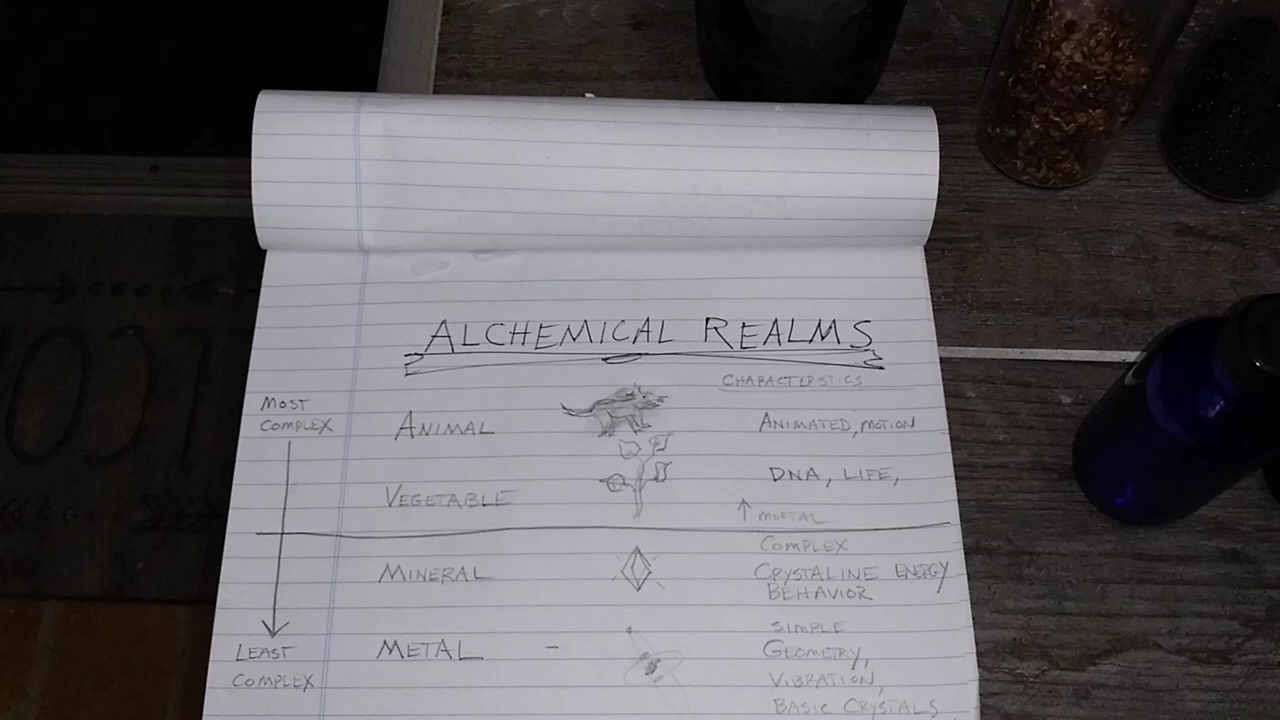 ALCHEMICAL REALMS
CHARACTERISTICS
MOST
COMPLEX
ANIMAL
ANIMATED, MOTION
VEGETABLE
DNA, LIFE,
↑ MORTAL
MINERAL
COMPLEX
CRYSTALINE ENERGY
BEHAVIOR
LEAST
COMPLEX
METAL -
SIMPLE
GEOMETRY,
VIBRATION,
BASIC CRYSTALS